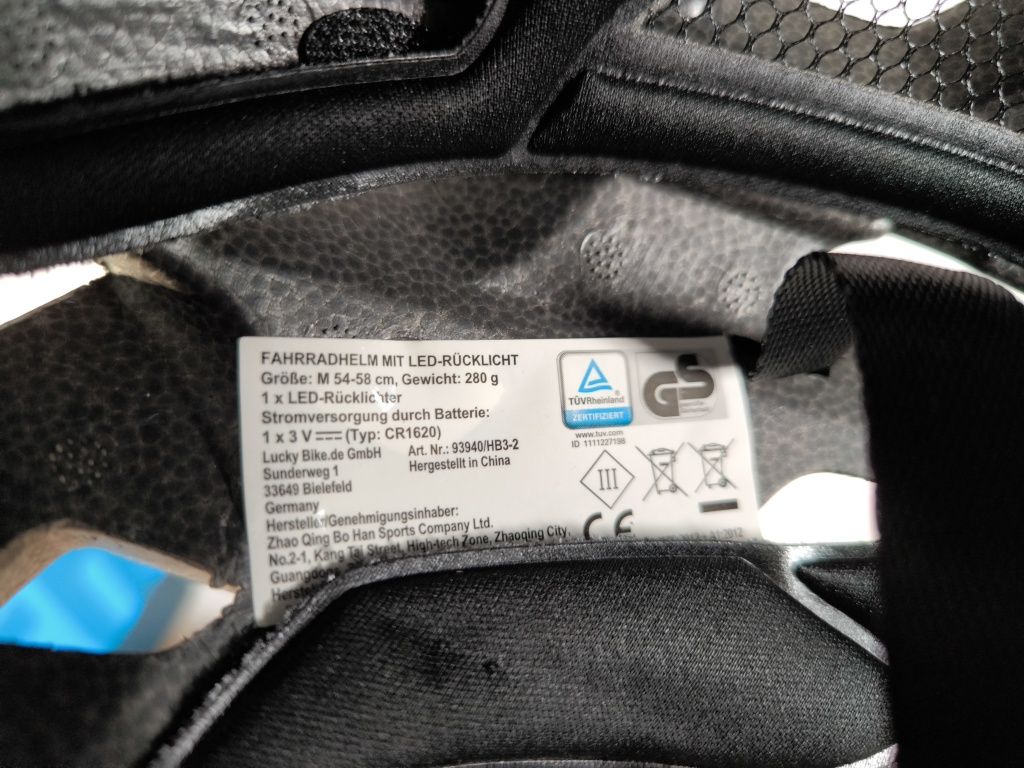 FAHRRADHELM MIT LED-RÜCKLICHT
Größe: M 54-58 cm, Gewicht: 280 g
1 x LED-Rücklichter
Stromversorgung durch Batterie:
1 x 3 V (Typ: CR1620)
Lucky Bike.de GmbH Art. Nr.: 93940/HB3-2
Sunderweg 1 Hergestellt in China
33649 Bielefeld
Germany
Hersteller/Genehmigungsinhaber:
Zhao Qing Bo Han Sports Company Ltd.
No.2-1, Kang Tai Street, High-tech Zone, Zhaoqing City,
TÜVRheinland®
ZERTIFIZIERT
www.tuv.com
ID 1111227198
GS
III
CE